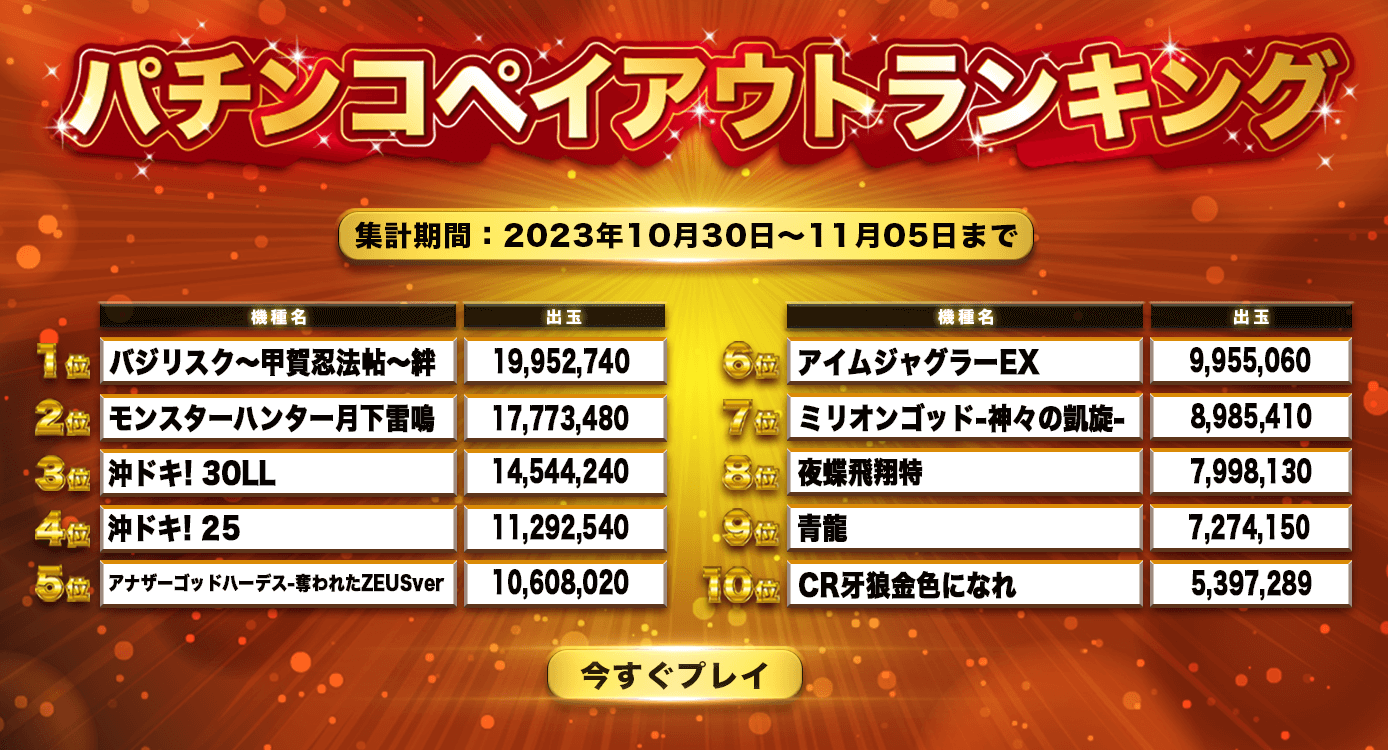 パチンコペイアウトランキング
集計期間：2023年10月30日～11月05日まで
機種名 出玉
1位 バジリスク～甲賀忍法帖～絆 19,952,740
2位 モンスターハンター月下雷鳴 17,773,480
3位 沖ドキ! 30LL 14,544,240
4位 沖ドキ! 25 11,292,540
5位 アナザーゴッドハーデス-奪われたZEUSver 10,608,020
機種名 出玉
6位 アイムジャグラーEX 9,955,060
7位 ミリオンゴッド-神々の凱旋- 8,985,410
8位 夜蝶飛翔特 7,998,130
9位 青龍 7,274,150
10位 CR牙狼金色になれ 5,397,289
今すぐプレイ